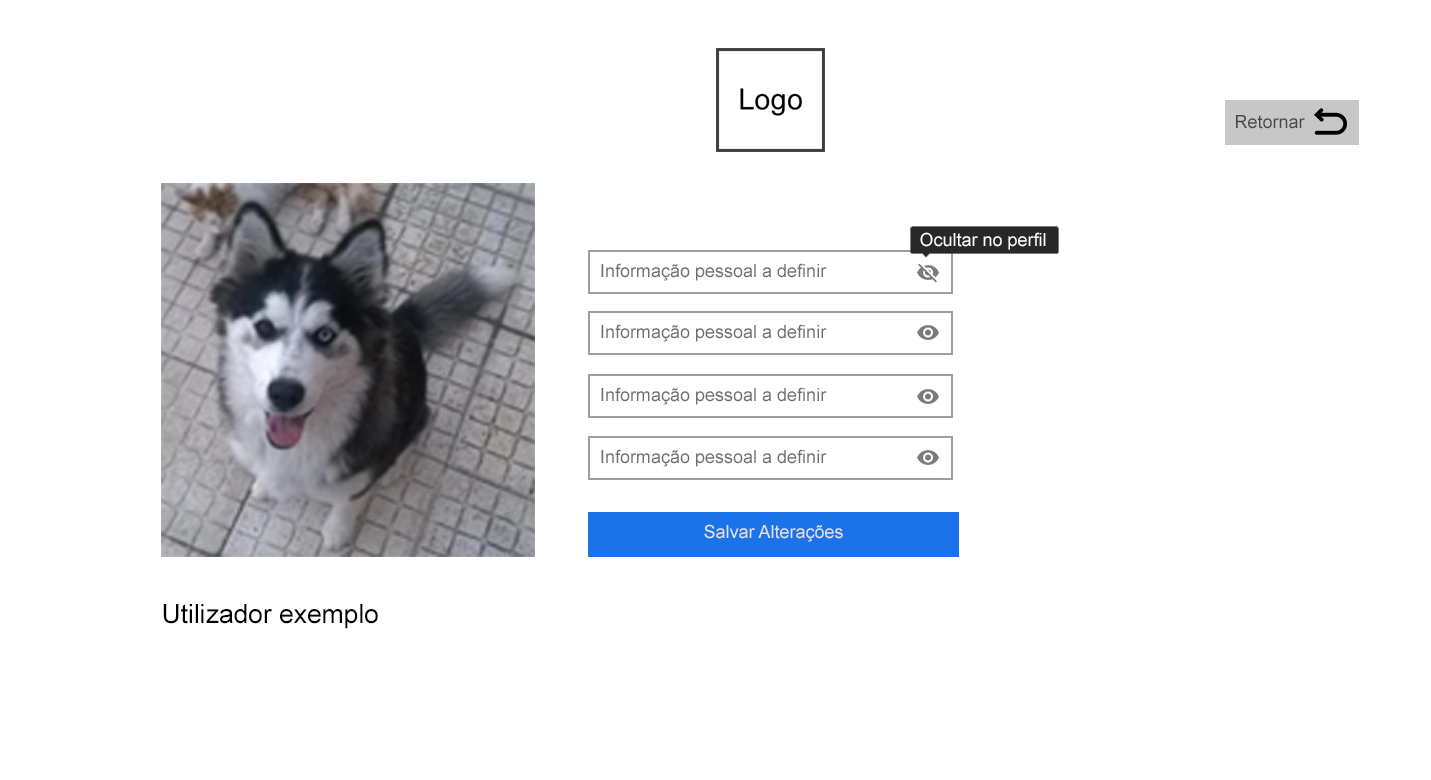 Logo
Retornar
Ocultar no perfil
Informação pessoal a definir
Informação pessoal a definir
Informação pessoal a definir
Informação pessoal a definir
Salvar Alterações
Utilizador exemplo